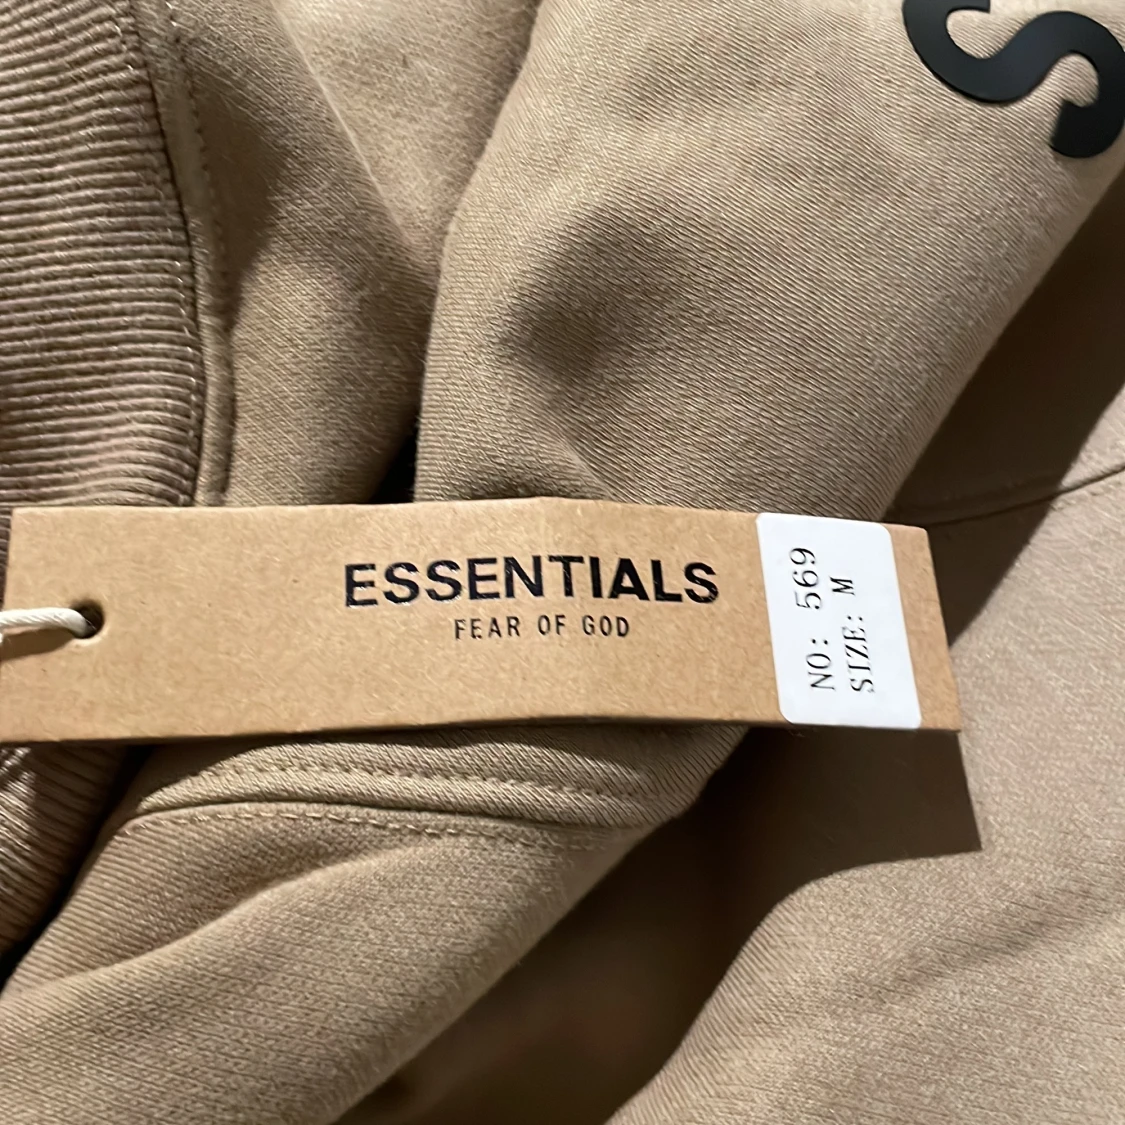 S
ESSENTIALS
FEAR OF GOD
NO: 569
SIZE: M